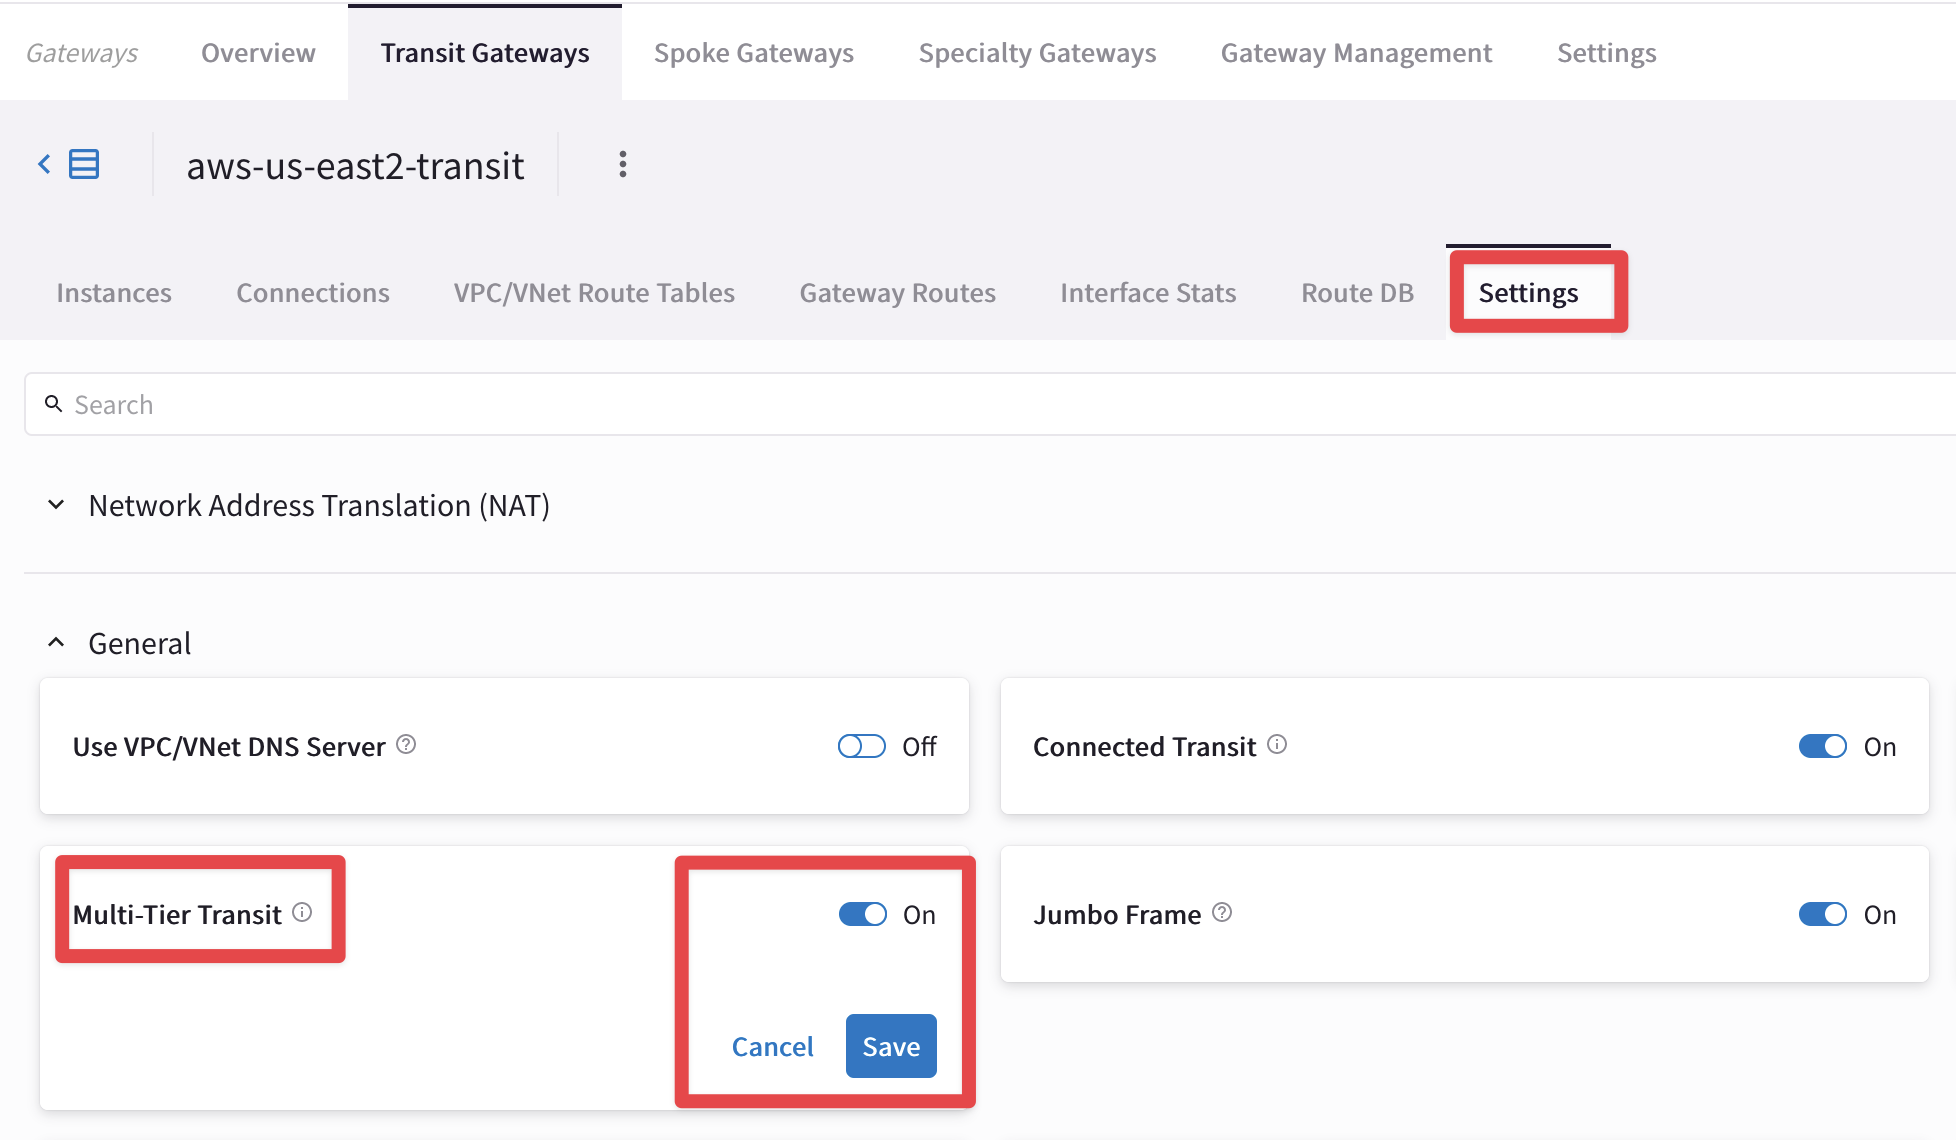 Gateways Overview Transit Gateways Spoke Gateways Specialty Gateways Gateway Management Settings
aws-us-east2-transit
Instances Connections VPC/VNet Route Tables Gateway Routes Interface Stats Route DB Settings
Search
Network Address Translation (NAT)
General
Use VPC/VNet DNS Server Off
Connected Transit On
Multi-Tier Transit On
Jumbo Frame On
Cancel Save